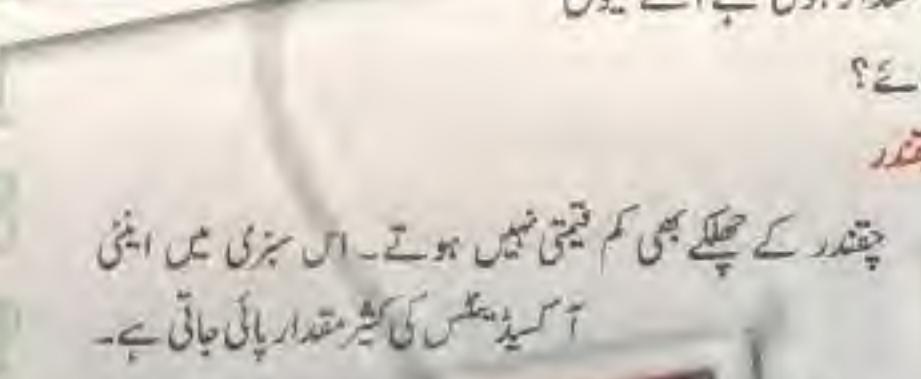 ئے؟
چقندر کے چھلکے بھی کم قیمتی نہیں ہوتے۔ اس سبزی میں اینٹی
آکسیڈینٹس کی کثیر مقدار پائی جاتی ہے۔